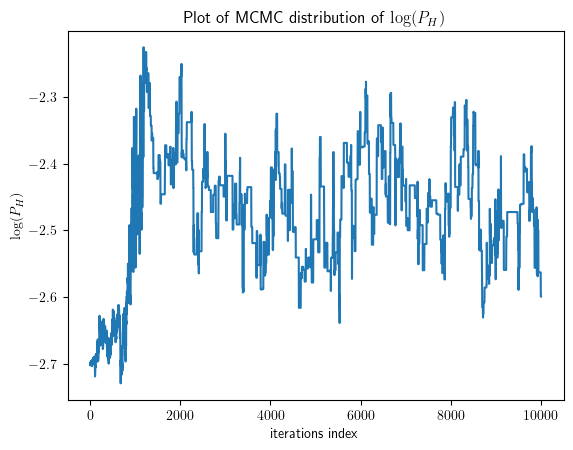 Plot of MCMC distribution of log(P_H)
log(P_H)
−2.3
−2.4
−2.5
−2.6
−2.7
0 2000 4000 6000 8000 10000
iterations index